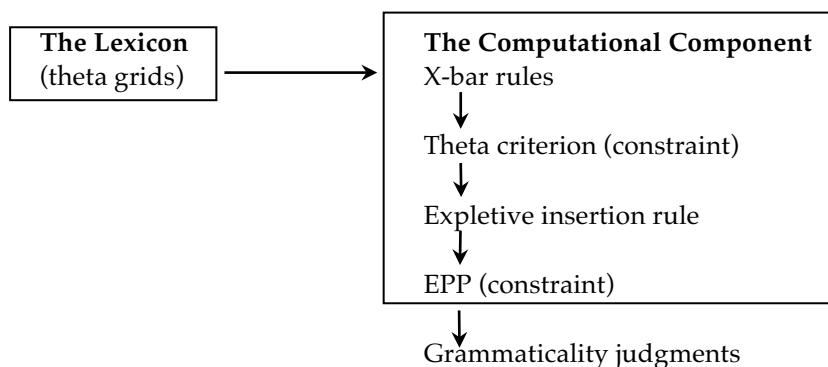 The Lexicon
(theta grids)
The Computational Component
X-bar rules
Theta criterion (constraint)
Expletive insertion rule
EPP (constraint)
Grammaticality judgments